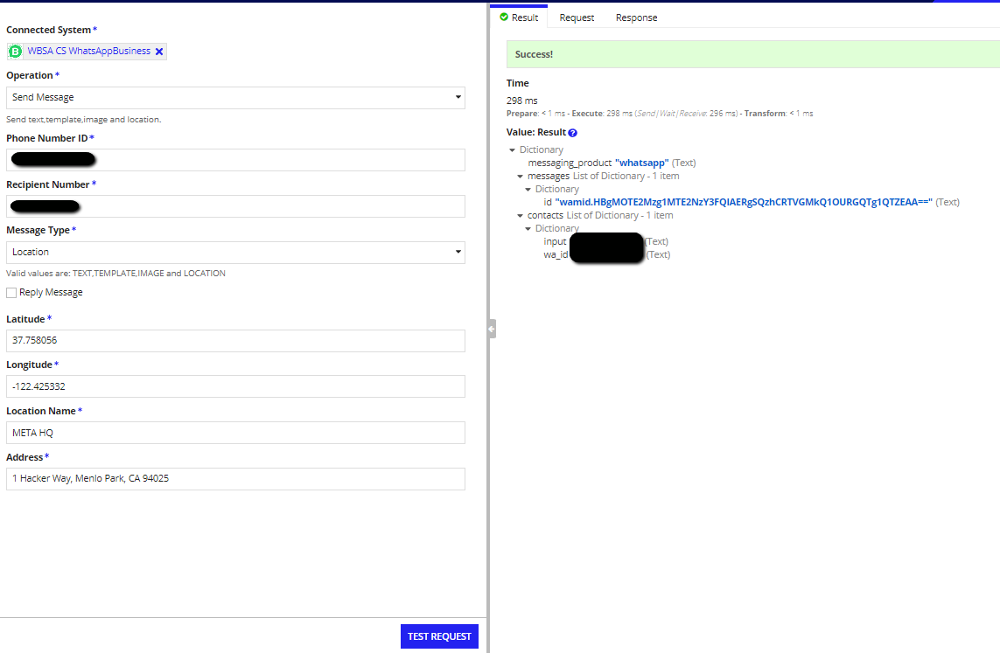 Connected System *
B WBSA CS WhatsAppBusiness
Operation *
Send Message
Send text,template,image and location.
Phone Number ID *
Recipient Number *
Message Type *
Location
Valid values are: TEXT,TEMPLATE,IMAGE and LOCATION
Reply Message
Latitude *
37.758056
Longitude *
-122.425332
Location Name *
META HQ
Address *
1 Hacker Way, Menlo Park, CA 94025
TEST REQUEST
Result Request Response
Success!
Time
298 ms
Prepare: < 1 ms - Execute: 298 ms (Send|Wait|Receive: 296 ms) - Transform: < 1 ms
Value: Result ?
Dictionary
messaging_product "whatsapp" (Text)
messages List of Dictionary - 1 item
Dictionary
id "wamid.HBgMOTE2Mzg1MTE2NzY3FQIAERgSQzhCRTVGMkQ1OURGQTg1QTZEAA==" (Text)
contacts List of Dictionary - 1 item
Dictionary
input (Text)
wa_id (Text)